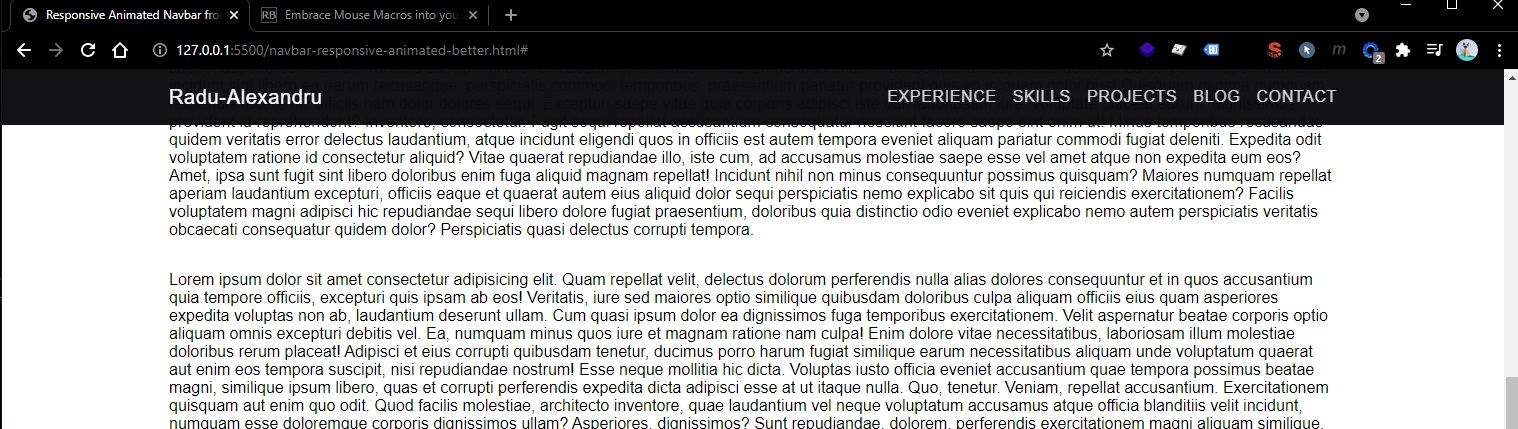 Responsive Animated Navbar fro
Embrace Mouse Macros into you
127.0.0.1:5500/navbar-responsive-animated-better.html#
2
Radu-Alexandru
EXPERIENCE SKILLS PROJECTS BLOG CONTACT
quidem veritatis error delectus laudantium, atque incidunt eligendi quos in officiis est autem tempora eveniet aliquam pariatur commodi fugiat deleniti. Expedita odit
voluptatem ratione id consectetur aliquid? Vitae quaerat repudiandae illo, iste cum, ad accusamus molestiae saepe esse vel amet atque non expedita eum eos?
Amet, ipsa sunt fugit sint libero doloribus enim fuga aliquid magnam repellat! Incidunt nihil non minus consequuntur possimus quisquam? Maiores numquam repellat
aperiam laudantium excepturi, officiis eaque et quaerat autem eius aliquid dolor sequi perspiciatis nemo explicabo sit quis qui reiciendis exercitationem? Facilis
voluptatem magni adipisci hic repudiandae sequi libero dolore fugiat praesentium, doloribus quia distinctio odio eveniet explicabo nemo autem perspiciatis veritatis
obcaecati consequatur quidem dolor? Perspiciatis quasi delectus corrupti tempora.
Lorem ipsum dolor sit amet consectetur adipisicing elit. Quam repellat velit, delectus dolorum perferendis nulla alias dolores consequuntur et in quos accusantium
quia tempore officiis, excepturi quis ipsam ab eos! Veritatis, iure sed maiores optio similique quibusdam doloribus culpa aliquam officiis eius quam asperiores
expedita voluptas non ab, laudantium deserunt ullam. Cum quasi ipsum dolor ea dignissimos fuga temporibus exercitationem. Velit aspernatur beatae corporis optio
aliquam omnis excepturi debitis vel. Ea, numquam minus quos iure et magnam ratione nam culpa! Enim dolore vitae necessitatibus, laboriosam illum molestiae
doloribus rerum placeat! Adipisci et eius corrupti quibusdam tenetur, ducimus porro harum fugiat similique earum necessitatibus aliquam unde voluptatum quaerat
aut enim eos tempora suscipit, nisi repudiandae nostrum! Esse neque mollitia hic dicta. Voluptas iusto officia eveniet accusantium quae tempora possimus beatae
magni, similique ipsum libero, quas et corrupti perferendis expedita dicta adipisci esse at ut itaque nulla. Quo, tenetur. Veniam, repellat accusantium. Exercitationem
quisquam aut enim quo odit. Quod facilis molestiae, architecto inventore, quae laudantium vel neque voluptatum accusamus atque officia blanditiis velit incidunt,
numquam esse doloremque corporis dignissimos ullam? Asperiores, dignissimos? Sunt repudiandae, dolorem, perferendis exercitationem magni aliquam similique,